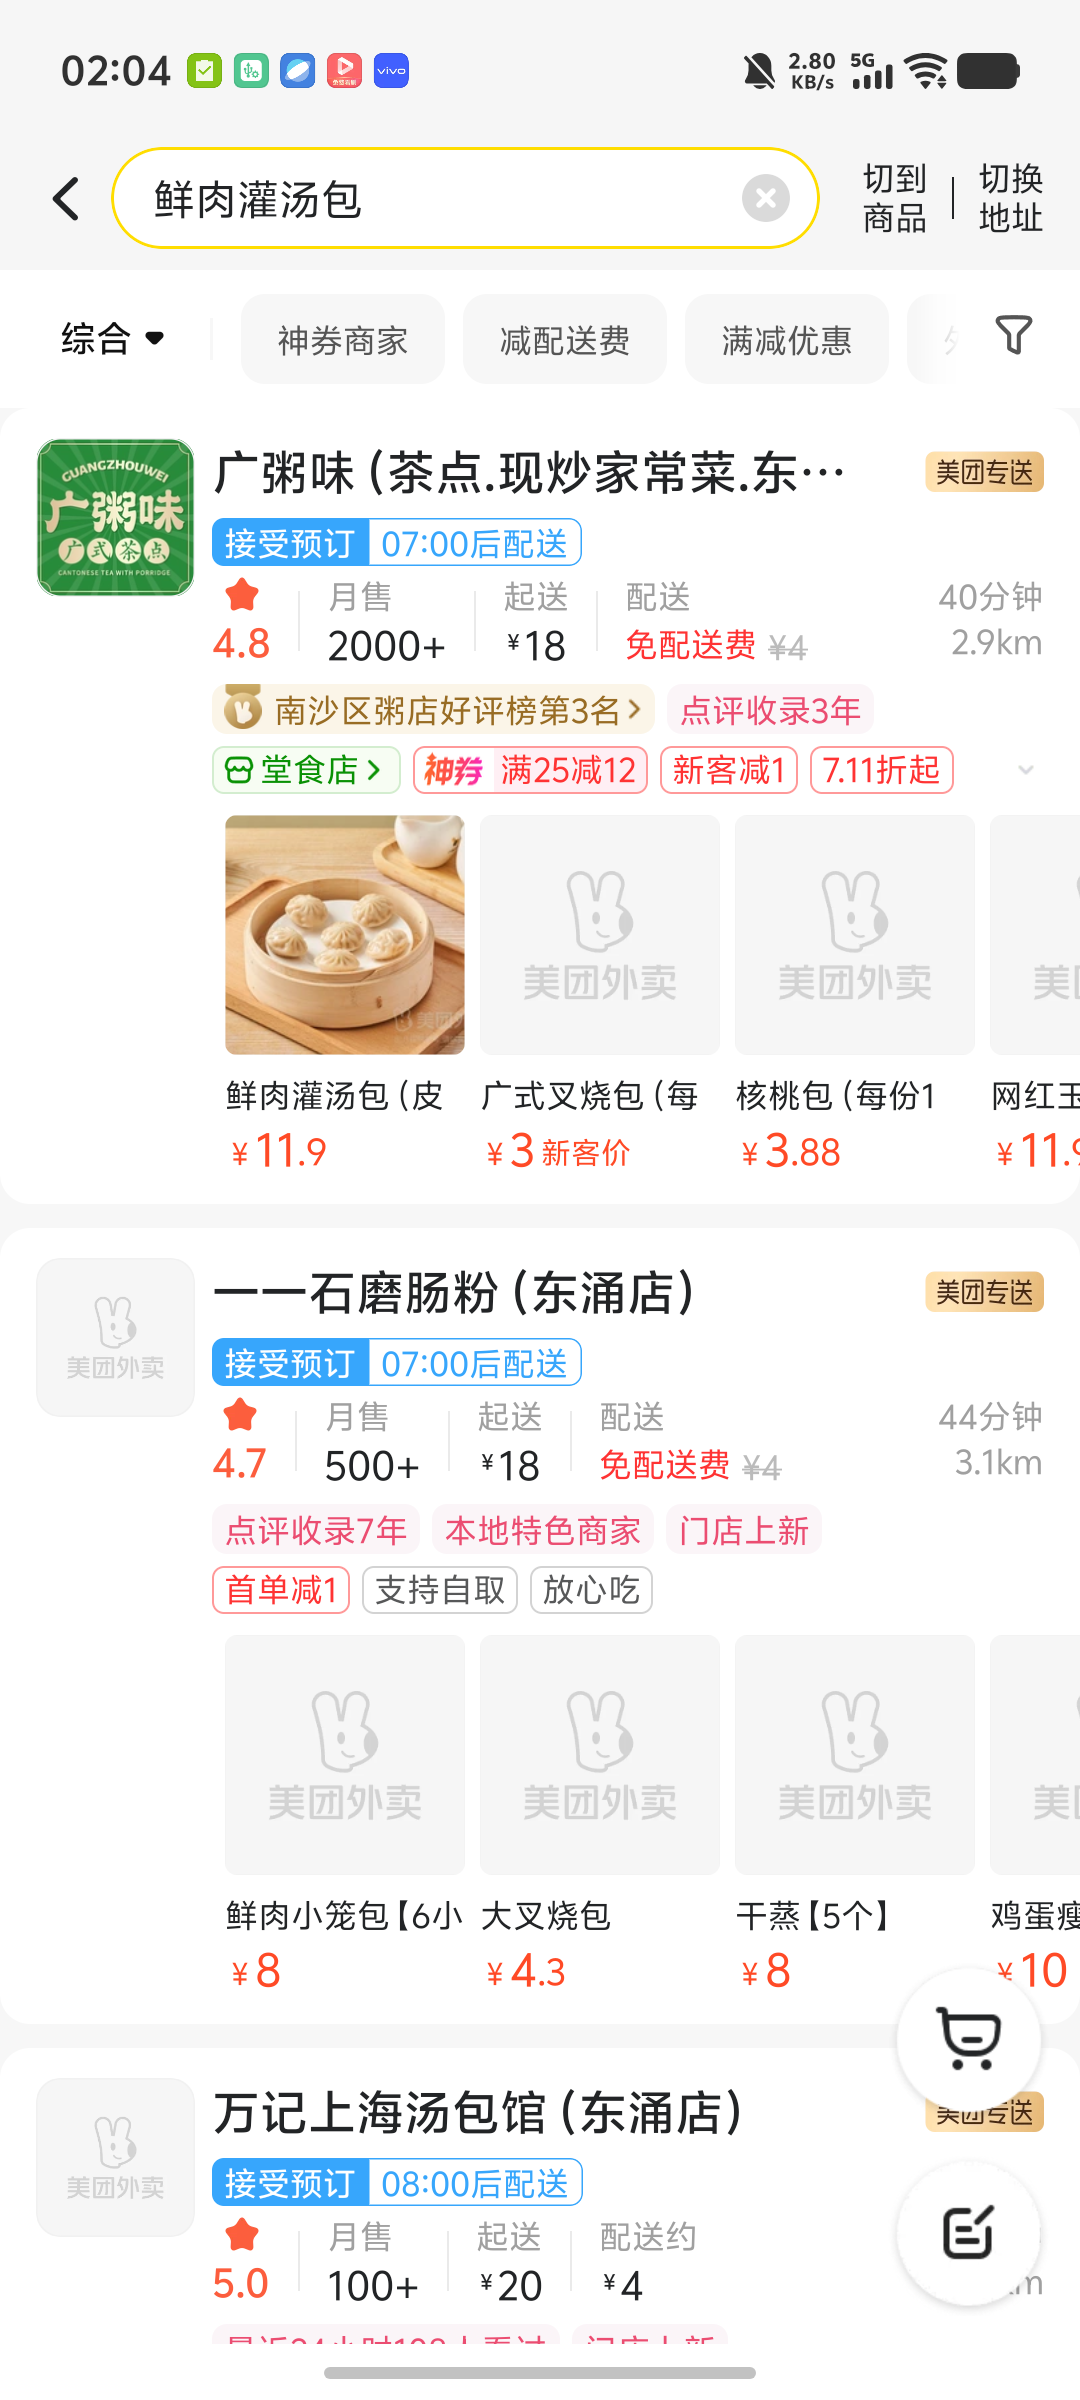 02:04
2.80 KB/s 5G
vivo
鲜肉灌汤包
切到商品
切换地址
综合
神券商家
减配送费
满减优惠
GUANGZHOUWEI
广粥味
广式茶点
CANTONESE TEA WITH PORRIDGE
广粥味 (茶点.现炒家常菜.东…
美团专送
接受预订 07:00后配送
月售 起送 配送 40分钟
4.8 2000+ ¥18 免配送费 ¥4 2.9km
南沙区粥店好评榜第3名 点评收录3年
堂食店 神券 满25减12 新客减1 7.11折起
美团外卖 美团外卖 美团
鲜肉灌汤包 (皮 广式叉烧包 (每 核桃包 (每份1 网红玉
¥11.9 ¥3 新客价 ¥3.88 ¥11.9
一一石磨肠粉 (东涌店)
美团专送
美团外卖
接受预订 07:00后配送
月售 起送 配送 44分钟
4.7 500+ ¥18 免配送费 ¥4 3.1km
点评收录7年 本地特色商家 门店上新
首单减1 支持自取 放心吃
美团外卖 美团外卖 美团外卖 美团
鲜肉小笼包【6小 大叉烧包 干蒸【5个】 鸡蛋瘦
¥8 ¥4.3 ¥8 ¥10
万记上海汤包馆 (东涌店)
美团专送
美团外卖
接受预订 08:00后配送
月售 起送 配送约
5.0 100+ ¥20 ¥4